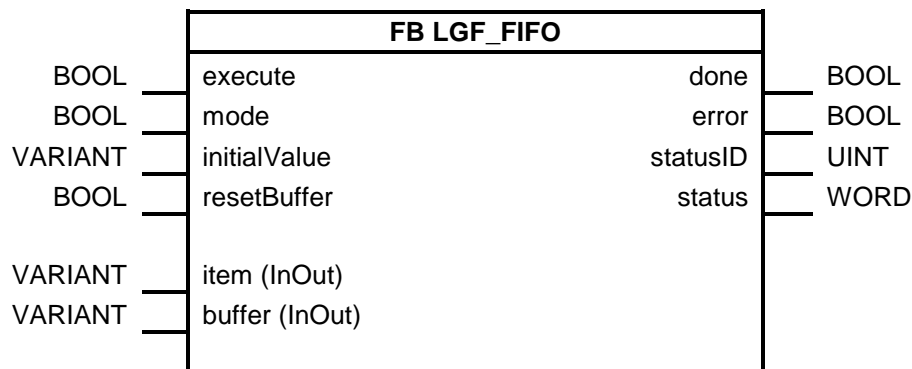 FB LGF_FIFO
BOOL execute done BOOL
BOOL mode error BOOL
VARIANT initialValue statusID UINT
BOOL resetBuffer status WORD
VARIANT item (InOut)
VARIANT buffer (InOut)